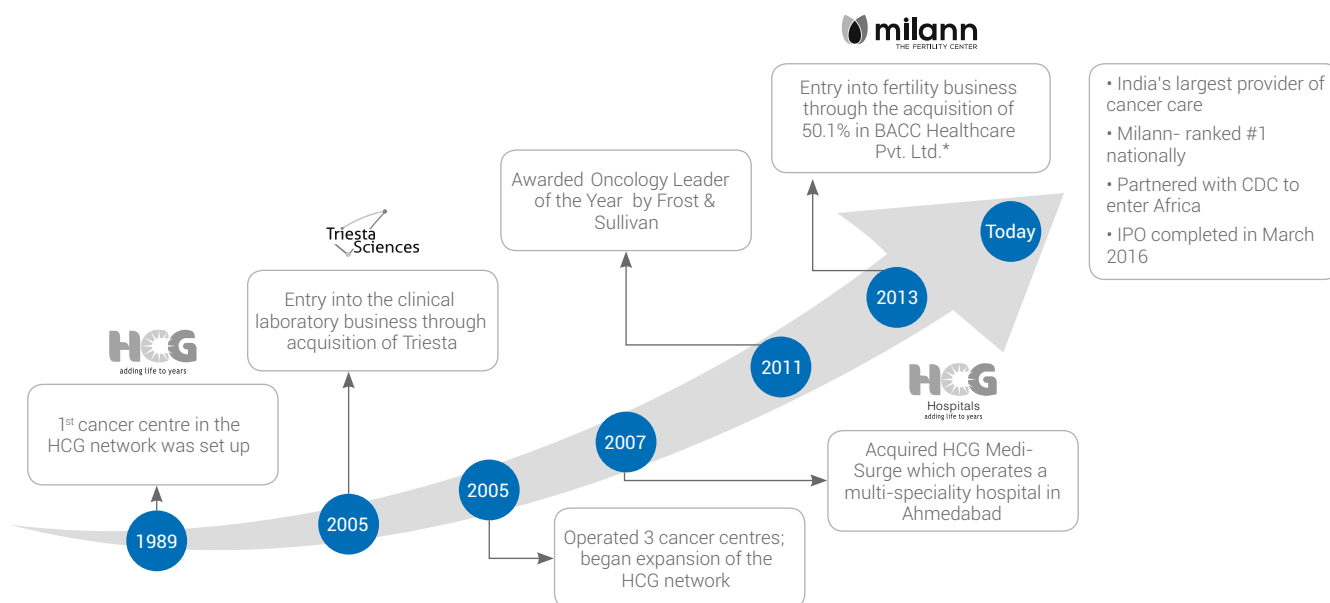 HCG
adding life to years
1st cancer centre in the
HCG network was set up
1989
Triesta
Sciences
Entry into the clinical
laboratory business through
acquisition of Triesta
2005
2005
Operated 3 cancer centres;
began expansion of the
HCG network
2007
HCG
Hospitals
adding life to years
Acquired HCG Medi-
Surge which operates a
multi-speciality hospital in
Ahmedabad
Awarded Oncology Leader
of the Year by Frost &
Sullivan
2011
milann
THE FERTILITY CENTER
Entry into fertility business
through the acquisition of
50.1% in BACC Healthcare
Pvt. Ltd.*
2013
Today
• India's largest provider of
cancer care
• Milann- ranked #1
nationally
• Partnered with CDC to
enter Africa
• IPO completed in March
2016